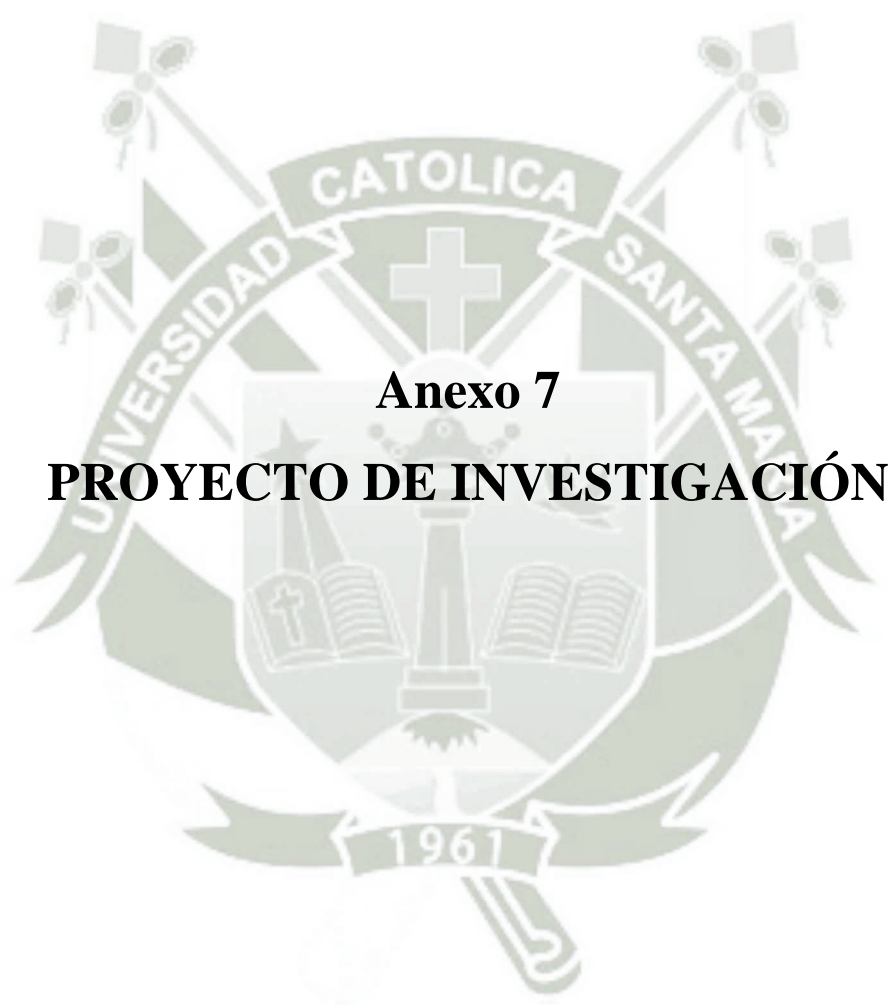 UNIVERSIDAD CATOLICA SANTA MARIA
Anexo 7
PROYECTO DE INVESTIGACIÓN
1961